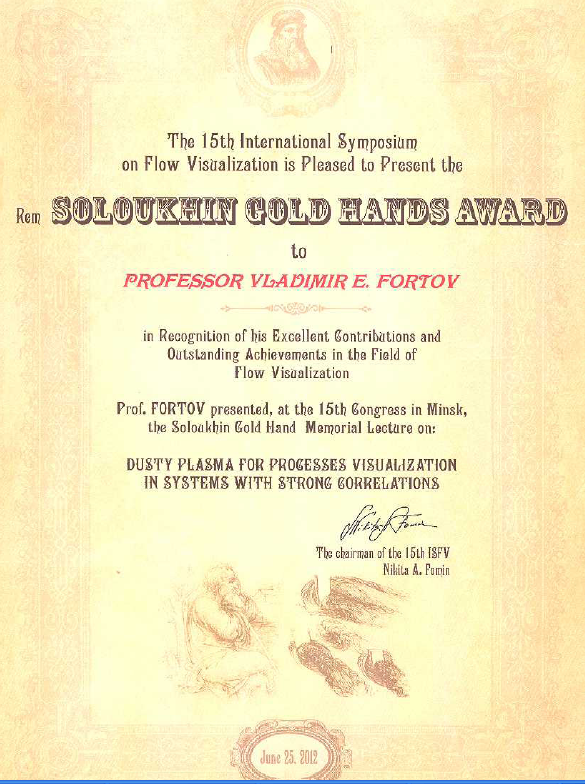 The 15th International Symposium
on Flow Visualization is Pleased to Present the
Rem SOLOUKHIN GOLD HANDS AWARD
to
PROFESSOR VLADIMIR E. FORTOV
in Recognition of his Excellent Contributions and
Outstanding Achievements in the Field of
Flow Visualization
Prof. FORTOV presented, at the 15th Congress in Minsk,
the Soloukhin Gold Hand Memorial Lecture on:
DUSTY PLASMA FOR PROCESSES VISUALIZATION
IN SYSTEMS WITH STRONG CORRELATIONS
The chairman of the 15th ISFV
Nikita A. Fomin
June 25, 2012